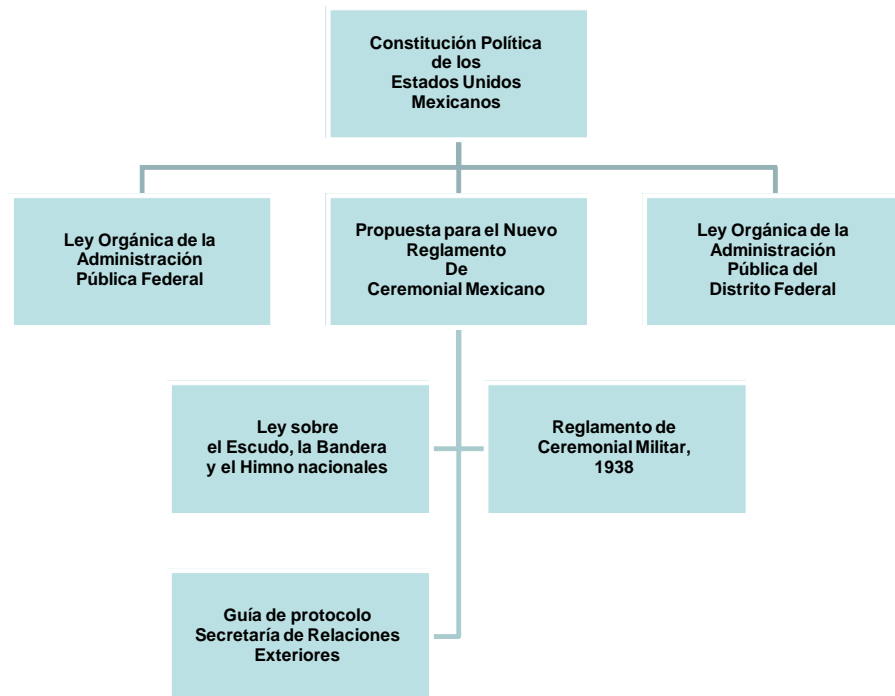 Constitución Política
de los
Estados Unidos
Mexicanos
Ley Orgánica de la
Administración
Pública Federal
Propuesta para el Nuevo
Reglamento
De
Ceremonial Mexicano
Ley Orgánica de la
Administración
Pública del
Distrito Federal
Ley sobre
el Escudo, la Bandera
y el Himno nacionales
Reglamento de
Ceremonial Militar,
1938
Guía de protocolo
Secretaría de Relaciones
Exteriores